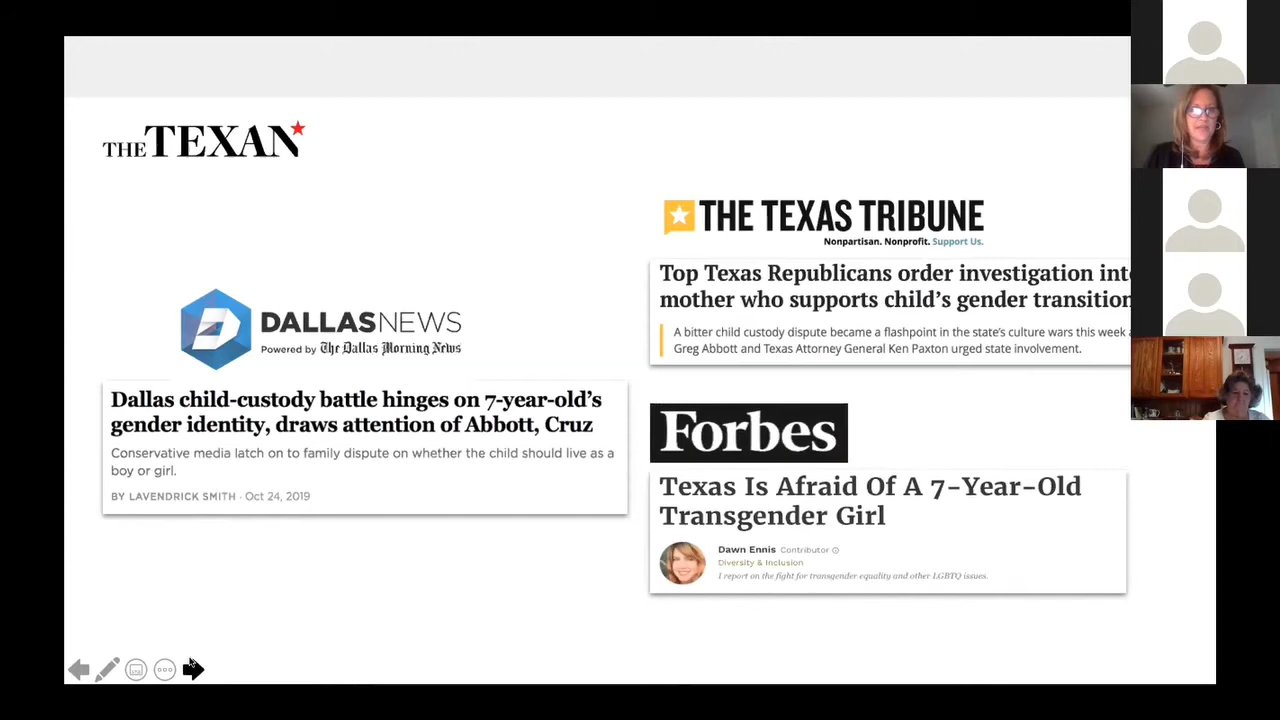 THE TEXAN
DALLASNEWS
Powered by The Dallas Morning News
Dallas child-custody battle hinges on 7-year-old's
gender identity, draws attention of Abbott, Cruz
Conservative media latch on to family dispute on whether the child should live as a
boy or girl.
BY LAVENDRICK SMITH · Oct 24, 2019
THE TEXAS TRIBUNE
Nonpartisan. Nonprofit. Support Us.
Top Texas Republicans order investigation
mother who supports child's gender transition
A bitter child custody dispute became a flashpoint in the state's culture wars this week
Greg Abbott and Texas Attorney General Ken Paxton urged state involvement.
Forbes
Texas Is Afraid Of A 7-Year-Old
Transgender Girl
Dawn Ennis Contributor
Diversity & Inclusion
I report on the fight for transgender equality and other LGBTQ issues.